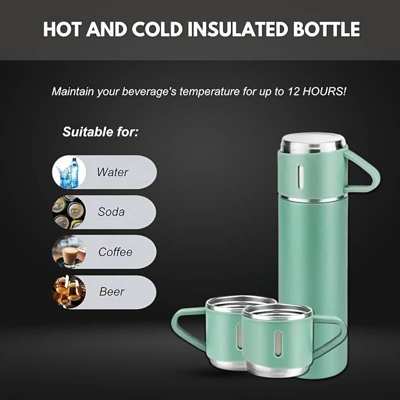 HOT AND COLD INSULATED BOTTLE
Maintain your beverage's temperature for up to 12 HOURS!
Suitable for:
Water
Soda
Coffee
Beer